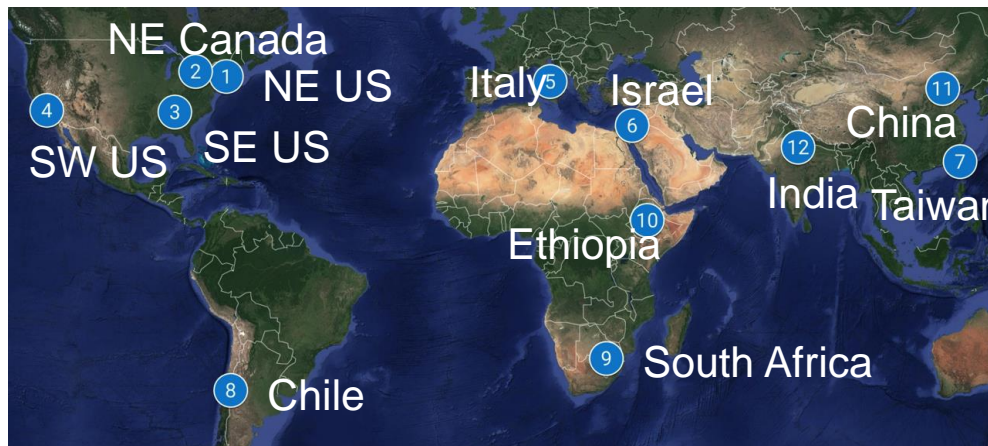 NE Canada
2
1
NE US
4
3
SE US
SW US
Italy
5
Israel
6
11
China
12
7
India
Taiwan
10
Ethiopia
9
South Africa
8
Chile